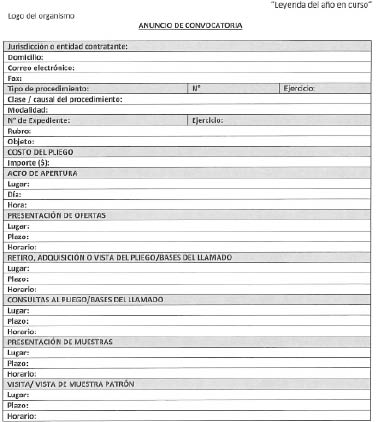 "Leyenda del año en curso"
Logo del organismo
ANUNCIO DE CONVOCATORIA
Jurisdicción o entidad contratante:
Domicilio:
Correo electrónico:
Fax:
Tipo de procedimiento: N° Ejercicio:
Clase / causal del procedimiento:
Modalidad:
N° de Expediente: Ejercicio:
Rubro:
Objeto:
COSTO DEL PLIEGO
Importe ($):
ACTO DE APERTURA
Lugar:
Día:
Hora:
PRESENTACIÓN DE OFERTAS
Lugar:
Plazo:
Horario:
RETIRO, ADQUISICIÓN O VISTA DEL PLIEGO/BASES DEL LLAMADO
Lugar:
Plazo:
Horario:
CONSULTAS AL PLIEGO/BASES DEL LLAMADO
Lugar:
Plazo:
Horario:
PRESENTACIÓN DE MUESTRAS
Lugar:
Plazo:
Horario:
VISITA/ VISTA DE MUESTRA PATRÓN
Lugar:
Plazo:
Horario: